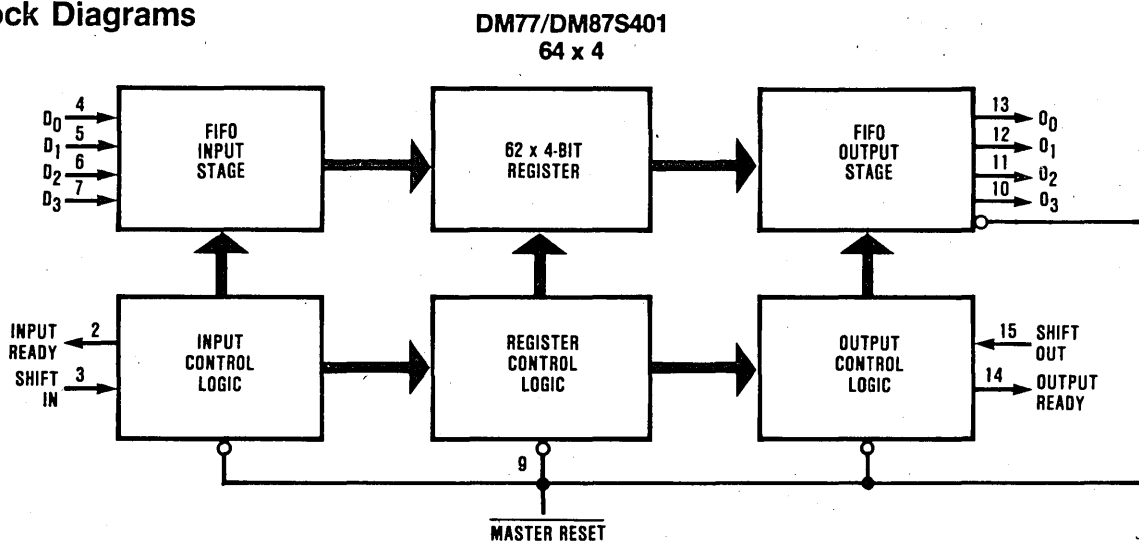 ock Diagrams
DM77/DM87S401
64 x 4
D0 4
D1 5
D2 6
D3 7
FIFO
INPUT
STAGE
62 x 4-BIT
REGISTER
FIFO
OUTPUT
STAGE
13 O0
12 O1
11 O2
10 O3
INPUT
READY
2
SHIFT
IN
3
INPUT
CONTROL
LOGIC
REGISTER
CONTROL
LOGIC
OUTPUT
CONTROL
LOGIC
15 SHIFT
OUT
14 OUTPUT
READY
9
MASTER RESET